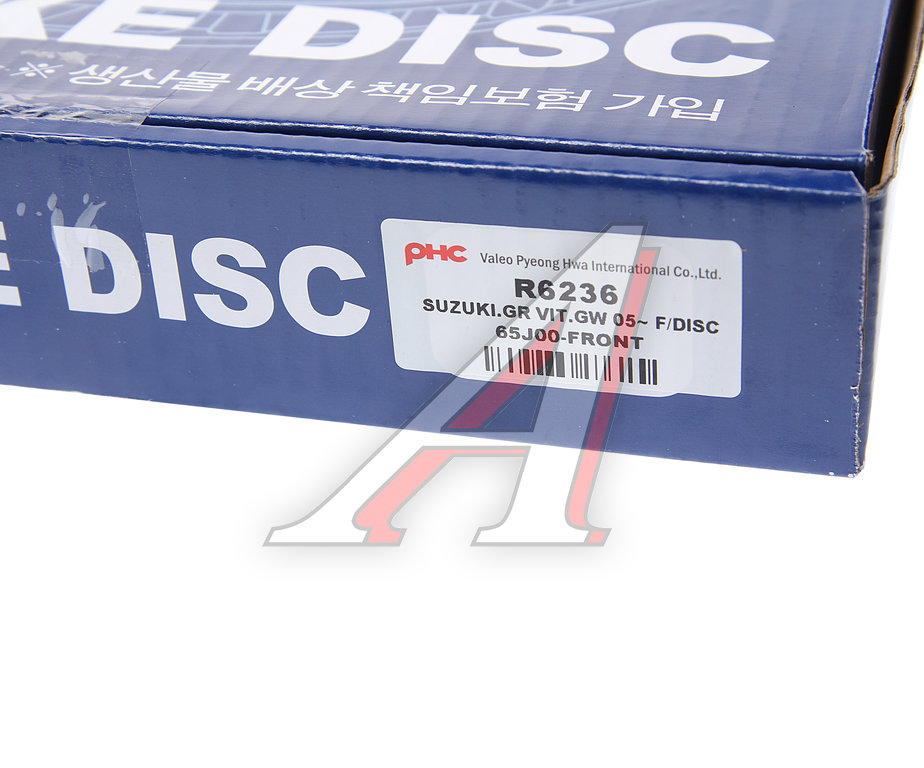 KE DISC
※ 생산물 배상 책임보험 가입
E DISC
PHC Valeo Pyeong Hwa International Co.,Ltd.
R6236
SUZUKI.GR VIT.GW 05~ F/DISC
65J00-FRONT